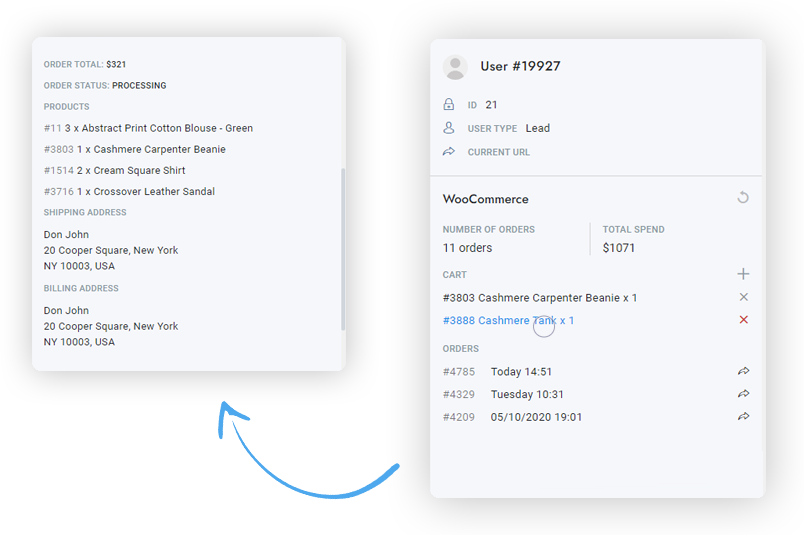 ORDER TOTAL: $321
ORDER STATUS: PROCESSING
PRODUCTS
#11 3 x Abstract Print Cotton Blouse - Green
#3803 1 x Cashmere Carpenter Beanie
#1514 2 x Cream Square Shirt
#3716 1 x Crossover Leather Sandal
SHIPPING ADDRESS
Don John
20 Cooper Square, New York
NY 10003, USA
BILLING ADDRESS
Don John
20 Cooper Square, New York
NY 10003, USA
User #19927
ID 21
USER TYPE Lead
CURRENT URL
WooCommerce
NUMBER OF ORDERS TOTAL SPEND
11 orders $1071
CART
#3803 Cashmere Carpenter Beanie x 1
#3888 Cashmere Tank x 1
ORDERS
#4785 Today 14:51
#4329 Tuesday 10:31
#4209 05/10/2020 19:01